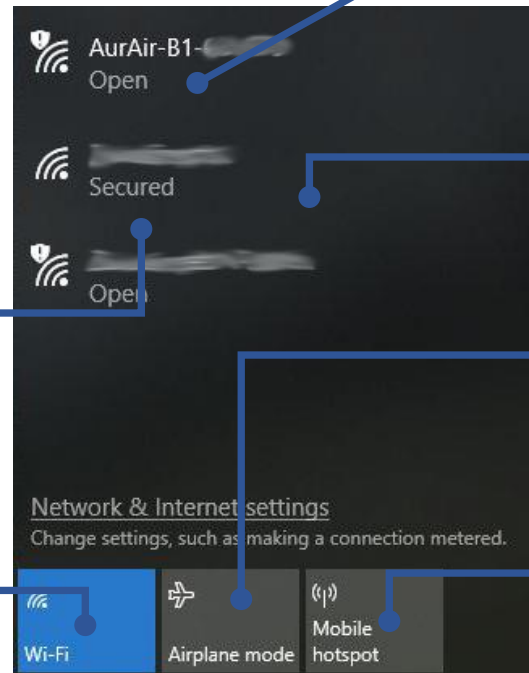 AurAir-B1-
Open
Secured
Open
Network & Internet settings
Change settings, such as making a connection metered.
Wi-Fi
Airplane mode
Mobile
hotspot